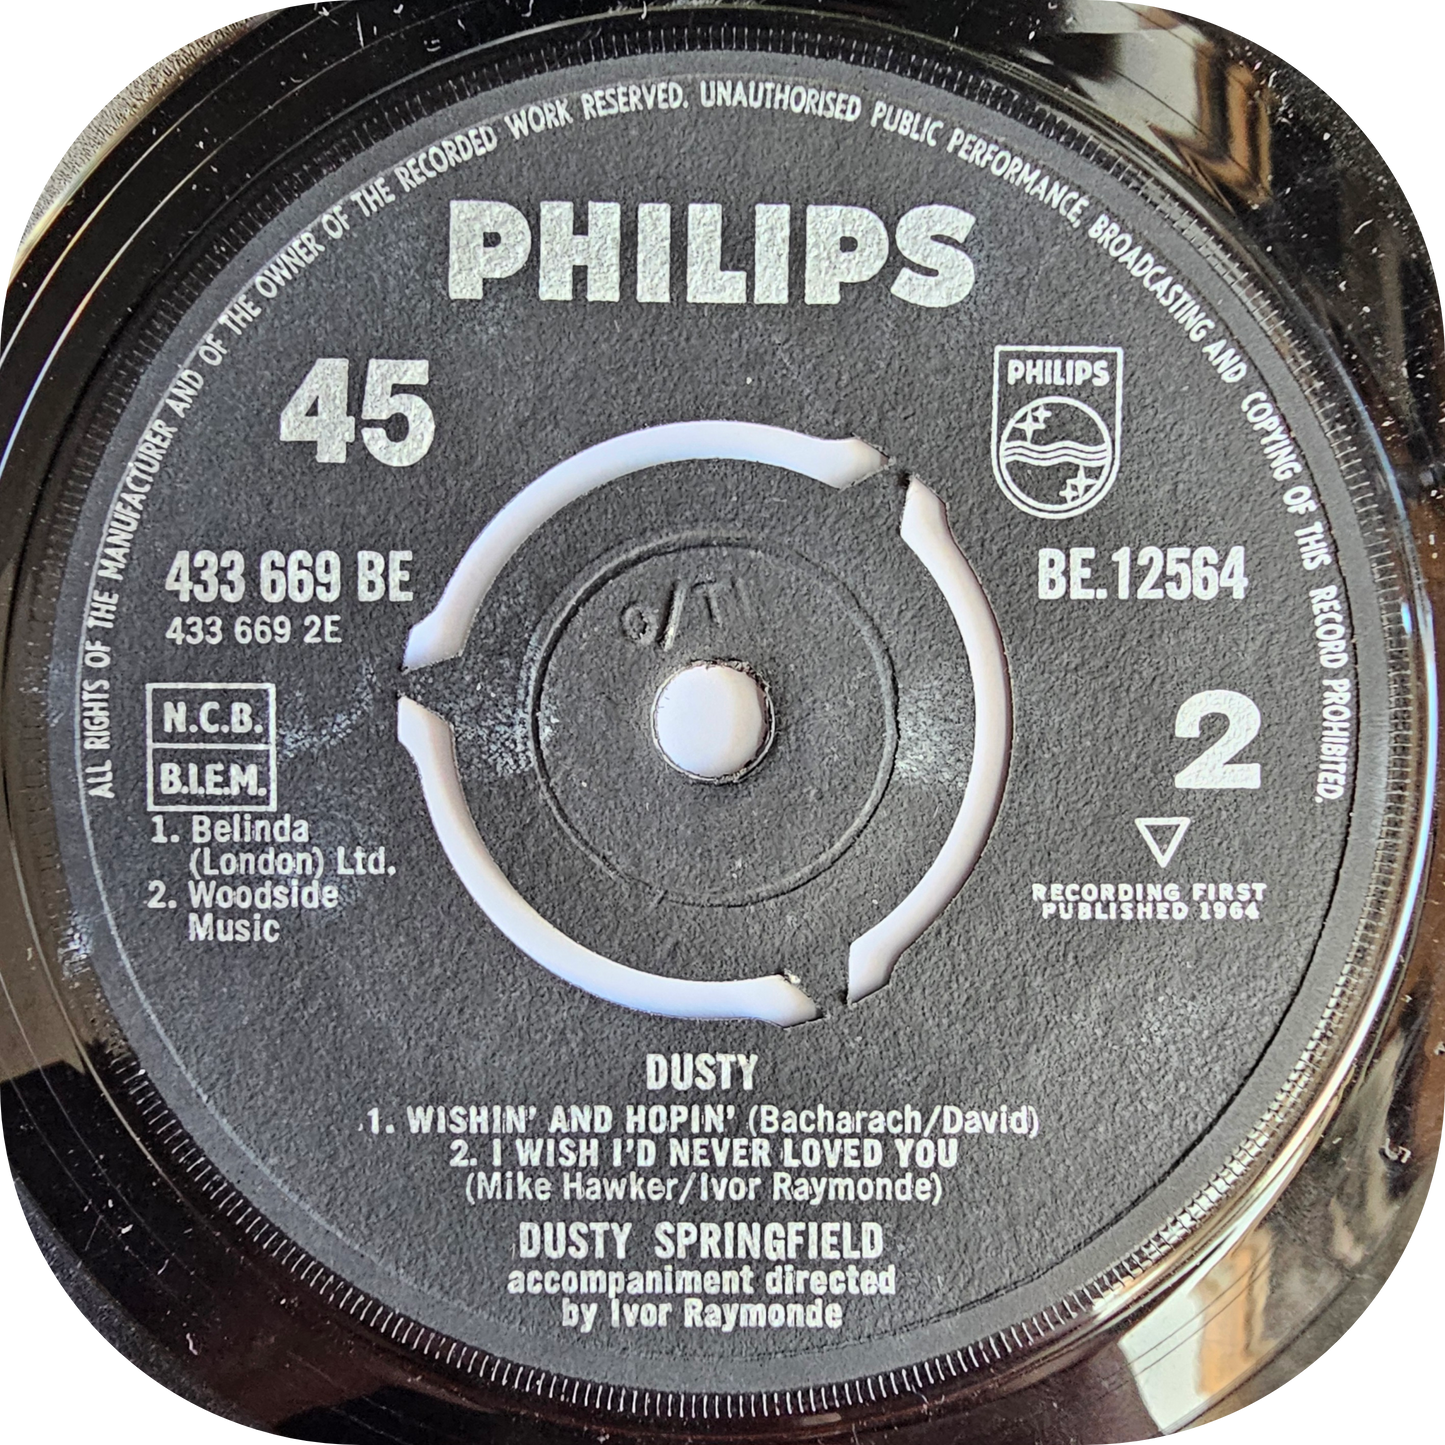 ALL RIGHTS OF THE MANUFACTURER AND OF THE OWNER OF THE RECORDED WORK RESERVED. UNAUTHORISED PUBLIC PERFORMANCE, BROADCASTING AND COPYING OF THIS RECORD PROHIBITED.
PHILIPS
45
PHILIPS
433 669 BE
433 669 2E
BE.12564
N.C.B.
B.I.E.M.
1. Belinda
(London) Ltd.
2. Woodside
Music
2
RECORDING FIRST
PUBLISHED 1964
DUSTY
1. WISHIN' AND HOPIN' (Bacharach/David)
2. I WISH I'D NEVER LOVED YOU
(Mike Hawker/Ivor Raymonde)
DUSTY SPRINGFIELD
accompaniment directed
by Ivor Raymonde